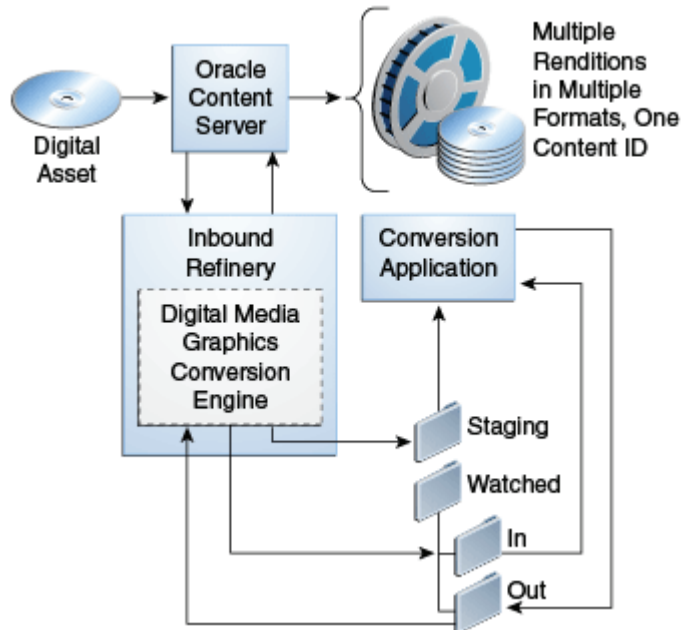 Digital
Asset
Oracle
Content
Server
Multiple
Renditions
in Multiple
Formats, One
Content ID
Inbound
Refinery
Digital Media
Graphics
Conversion
Engine
Conversion
Application
Staging
Watched
In
Out